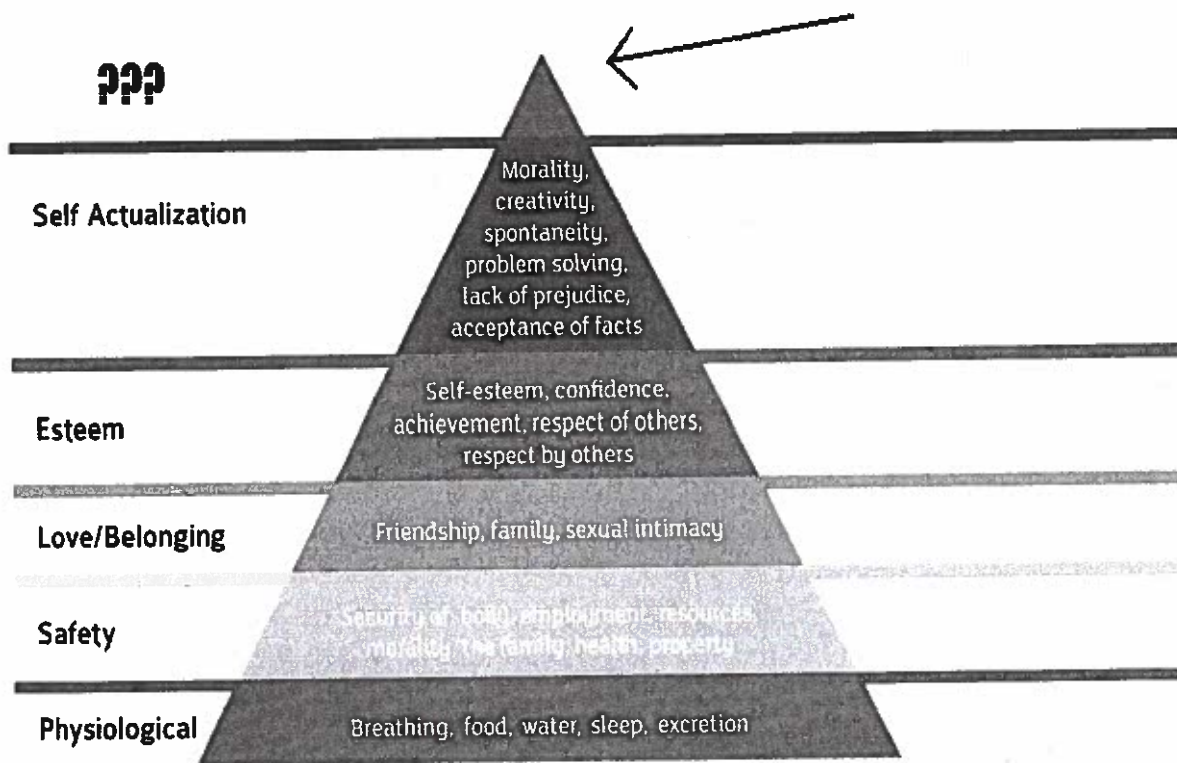 ???
Self Actualization
Morality,
creativity,
spontaneity,
problem solving,
lack of prejudice,
acceptance of facts
Esteem
Self-esteem, confidence,
achievement, respect of others,
respect by others
Love/Belonging
Friendship, family, sexual intimacy
Safety
Security of body employment resources
morality the family health property
Physiological
Breathing, food, water, sleep, excretion